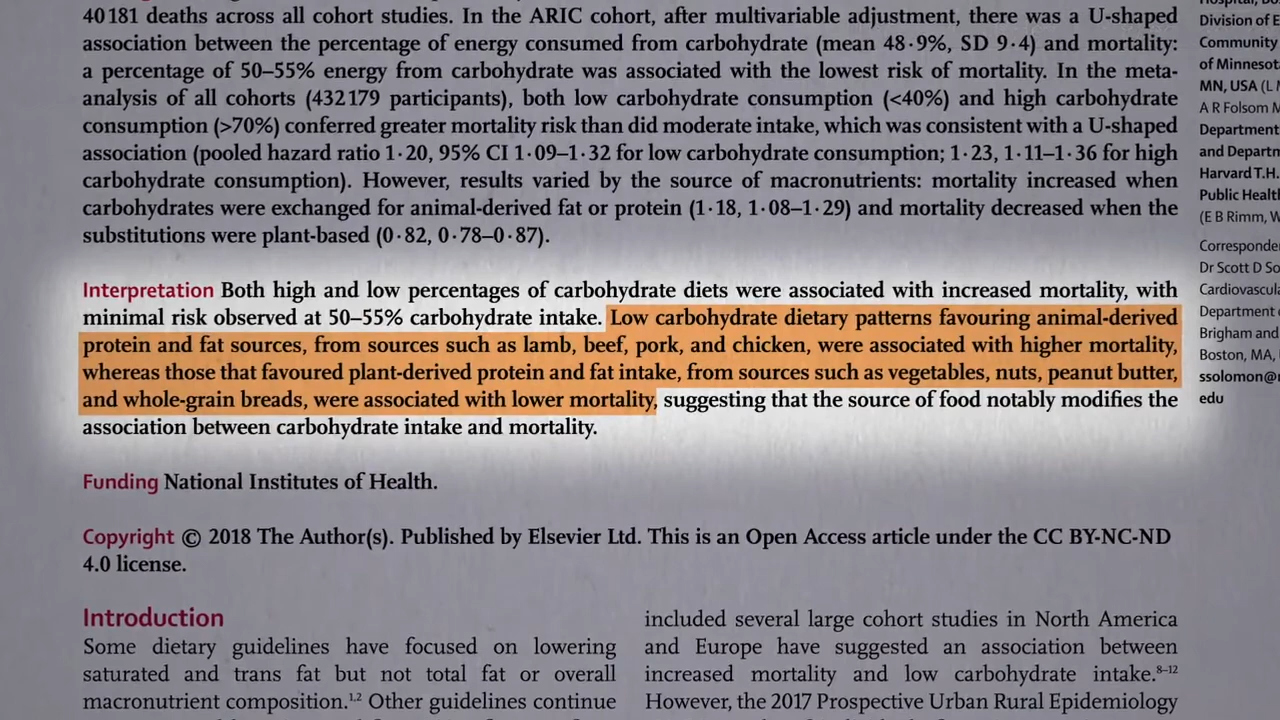 40 181 deaths across all cohort studies. In the ARIC cohort, after multivariable adjustment, there was a U-shaped
association between the percentage of energy consumed from carbohydrate (mean 48·9%, SD 9·4) and mortality:
a percentage of 50–55% energy from carbohydrate was associated with the lowest risk of mortality. In the meta-
analysis of all cohorts (432 179 participants), both low carbohydrate consumption (<40%) and high carbohydrate
consumption (>70%) conferred greater mortality risk than did moderate intake, which was consistent with a U-shaped
association (pooled hazard ratio 1·20, 95% CI 1·09–1·32 for low carbohydrate consumption; 1·23, 1·11–1·36 for high
carbohydrate consumption). However, results varied by the source of macronutrients: mortality increased when
carbohydrates were exchanged for animal-derived fat or protein (1·18, 1·08–1·29) and mortality decreased when the
substitutions were plant-based (0·82, 0·78–0·87).
Interpretation Both high and low percentages of carbohydrate diets were associated with increased mortality, with
minimal risk observed at 50–55% carbohydrate intake. Low carbohydrate dietary patterns favouring animal-derived
protein and fat sources, from sources such as lamb, beef, pork, and chicken, were associated with higher mortality,
whereas those that favoured plant-derived protein and fat intake, from sources such as vegetables, nuts, peanut butter,
and whole-grain breads, were associated with lower mortality, suggesting that the source of food notably modifies the
association between carbohydrate intake and mortality.
Funding National Institutes of Health.
Copyright © 2018 The Author(s). Published by Elsevier Ltd. This is an Open Access article under the CC BY-NC-ND
4.0 license.
Introduction
Some dietary guidelines have focused on lowering
saturated and trans fat but not total fat or overall
macronutrient composition.1,2 Other guidelines continue
included several large cohort studies in North America
and Europe have suggested an association between
increased mortality and low carbohydrate intake.8–12
However, the 2017 Prospective Urban Rural Epidemiology
Division of E
Community
of Minnesot
MN, USA (L M
A R Folsom M
Department
and Departm
Harvard T.H.
Public Health
(E B Rimm, W
Corresponde
Dr Scott D So
Cardiovascula
Department o
Brigham and
Boston, MA,
ssolomon@r
edu